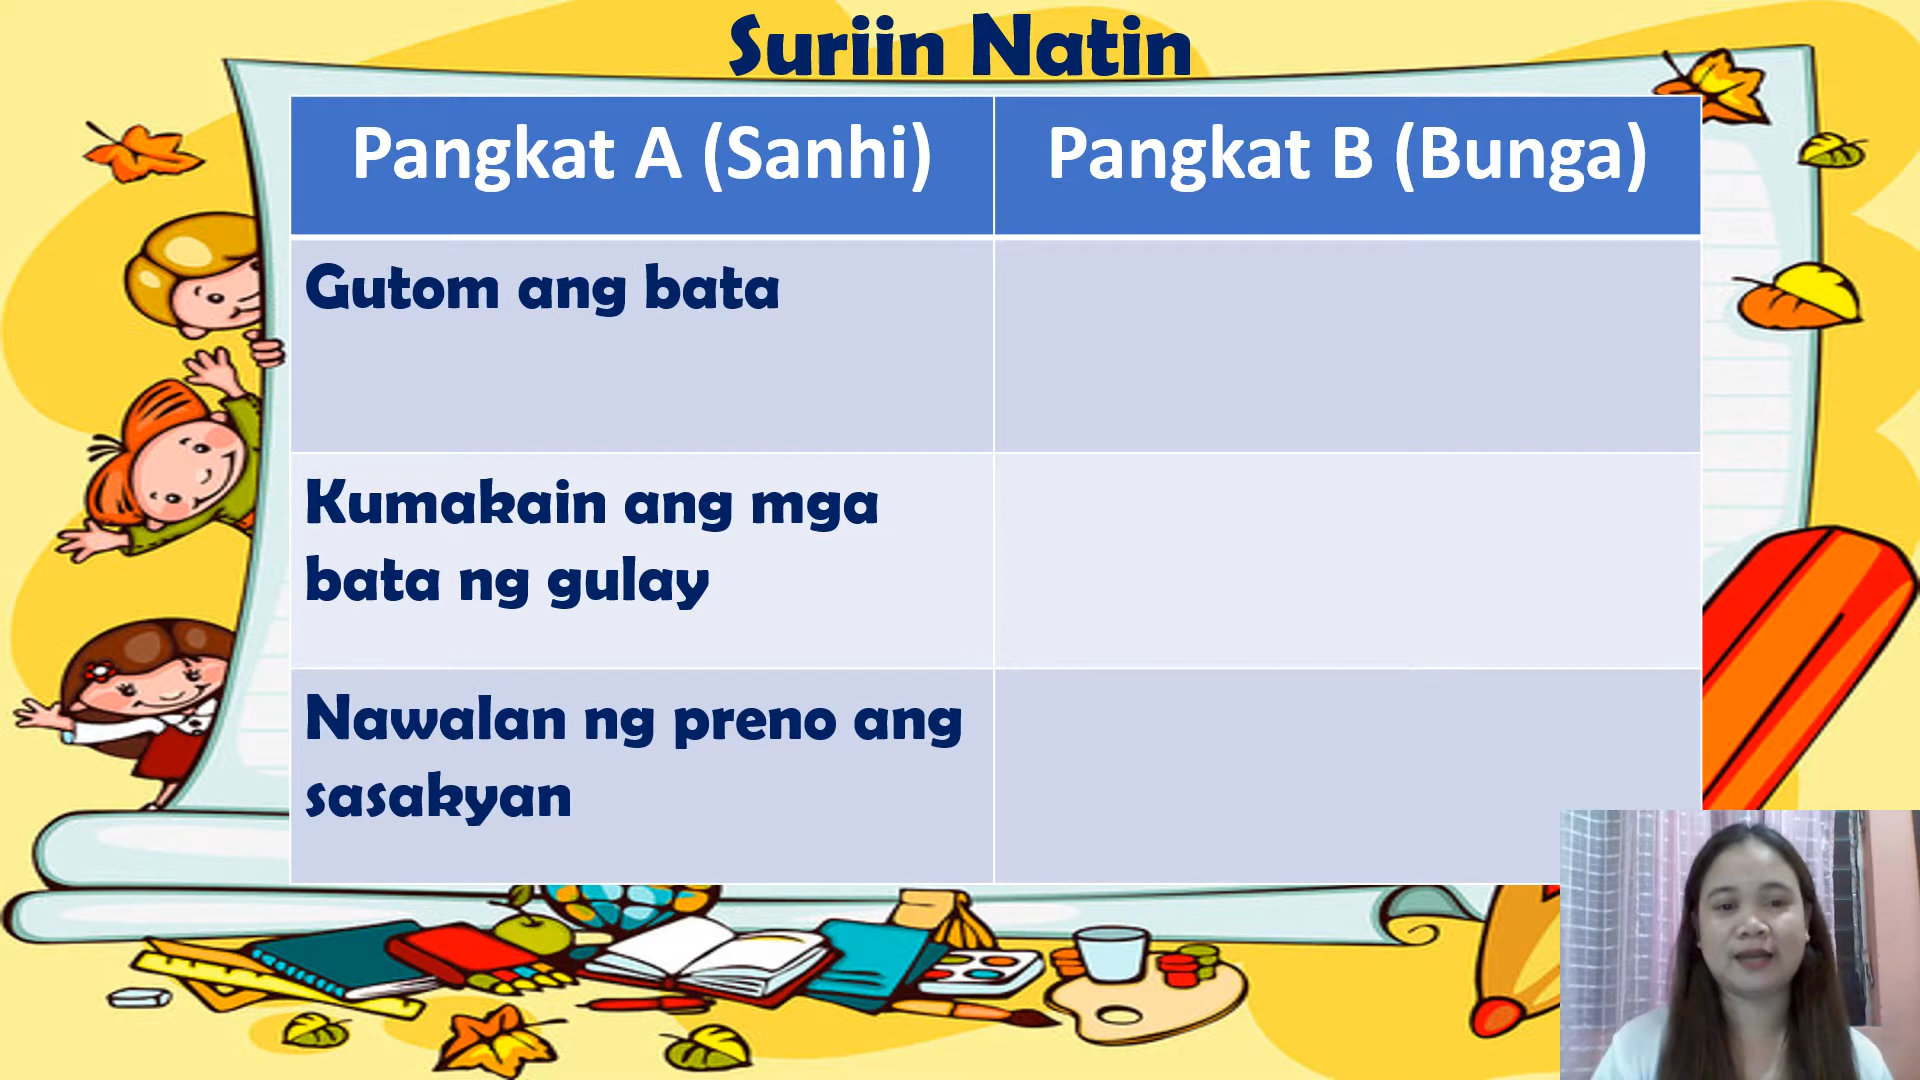 Suriin Natin
Pangkat A (Sanhi)
Pangkat B (Bunga)
Gutom ang bata
Kumakain ang mga
bata ng gulay
Nawalan ng preno ang
sasakyan